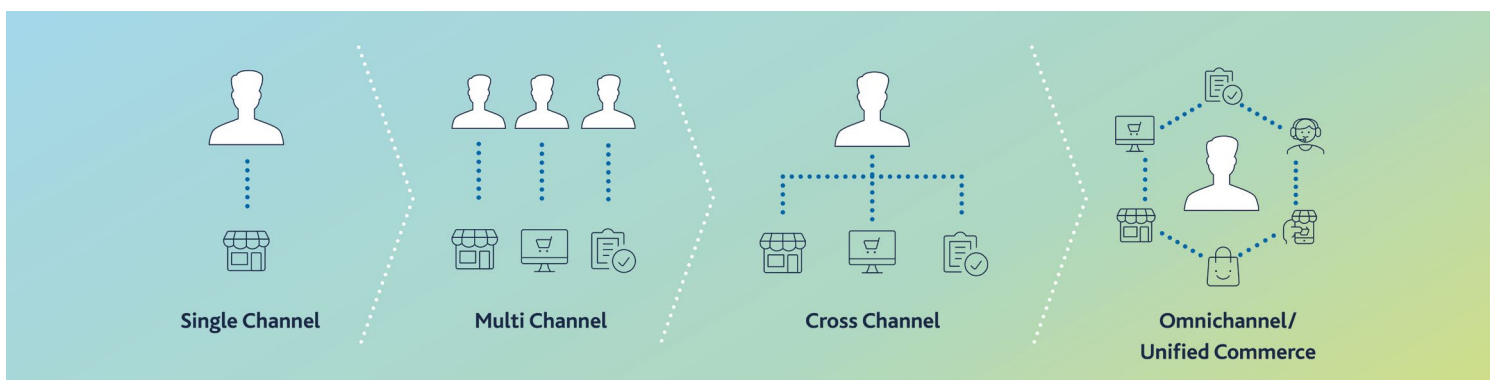 Single Channel
Multi Channel
Cross Channel
Omnichannel/
Unified Commerce